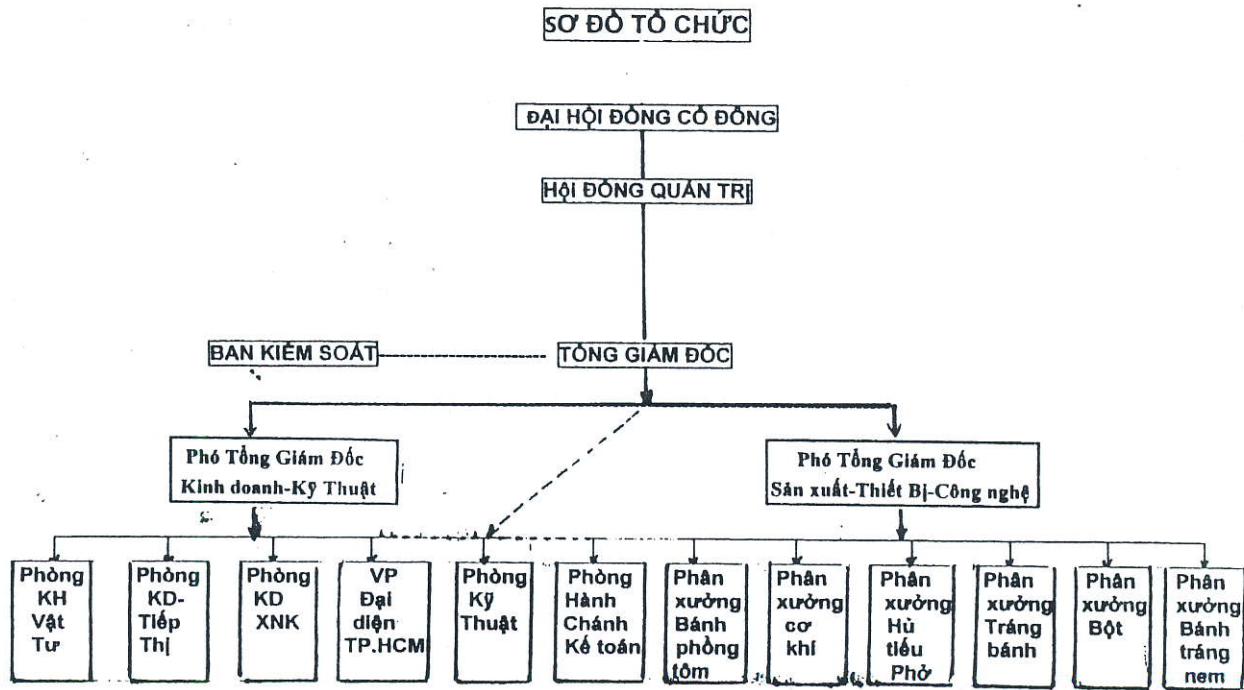 SƠ ĐỒ TỔ CHỨC
ĐẠI HỘI ĐỒNG CỔ ĐÔNG
HộI ĐỒNG QUẢN TRỊ
BAN KIỂM SOÁT
TỔNG GIÁM ĐỐC
Phó Tổng Giám Đốc
Kinh doanh-Kỹ Thuật
Phó Tổng Giám Đốc
Sản xuất-Thiết Bị-Công nghệ
Phòng
KH
Vật
Tư
Phòng
KD-
Tiếp
Thị
Phòng
KD
XNK
VP
Đại
diện
TP.HCM
Phòng
Kỹ
Thuật
Phòng
Hành
Chánh
Kế toán
Phân
xưởng
Bánh
phồng
tôm
Phân
xưởng
cơ
khí
Phân
xưởng
Hủ
tiếu
Phở
Phân
xưởng
Tráng
bánh
Phân
xưởng
Bột
Phân
xưởng
Bánh
tráng
nem